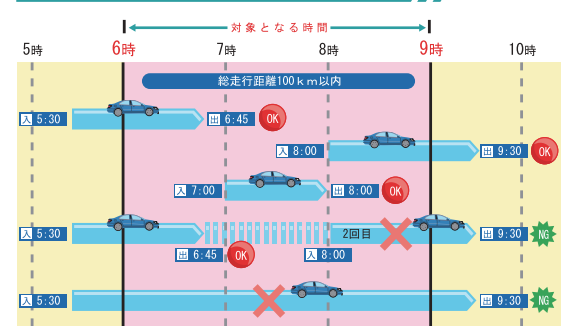 対象となる時間
5時 6時 7時 8時 9時 10時
総走行距離100km以内
入 5:30 出 6:45 OK
入 8:00 出 9:30 OK
入 7:00 出 8:00 OK
入 5:30 2回目 出 9:30 NG
出 6:45 OK 入 8:00
入 5:30 出 9:30 NG